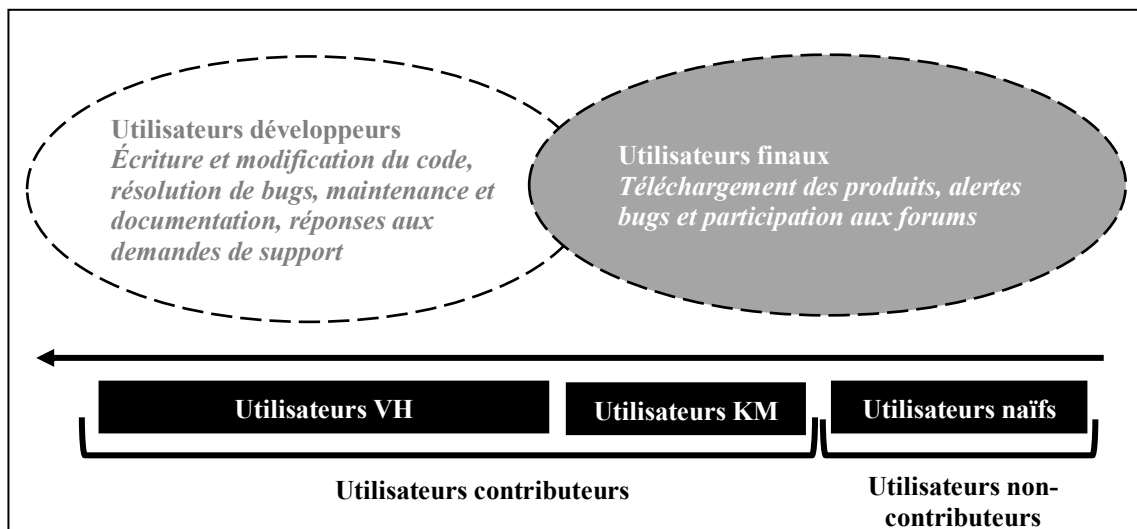 Utilisateurs développeurs
Écriture et modification du code,
résolution de bugs, maintenance et
documentation, réponses aux
demandes de support
Utilisateurs finaux
Téléchargement des produits, alertes
bugs et participation aux forums
Utilisateurs VH
Utilisateurs KM
Utilisateurs naïfs
Utilisateurs contributeurs
Utilisateurs non-
contributeurs